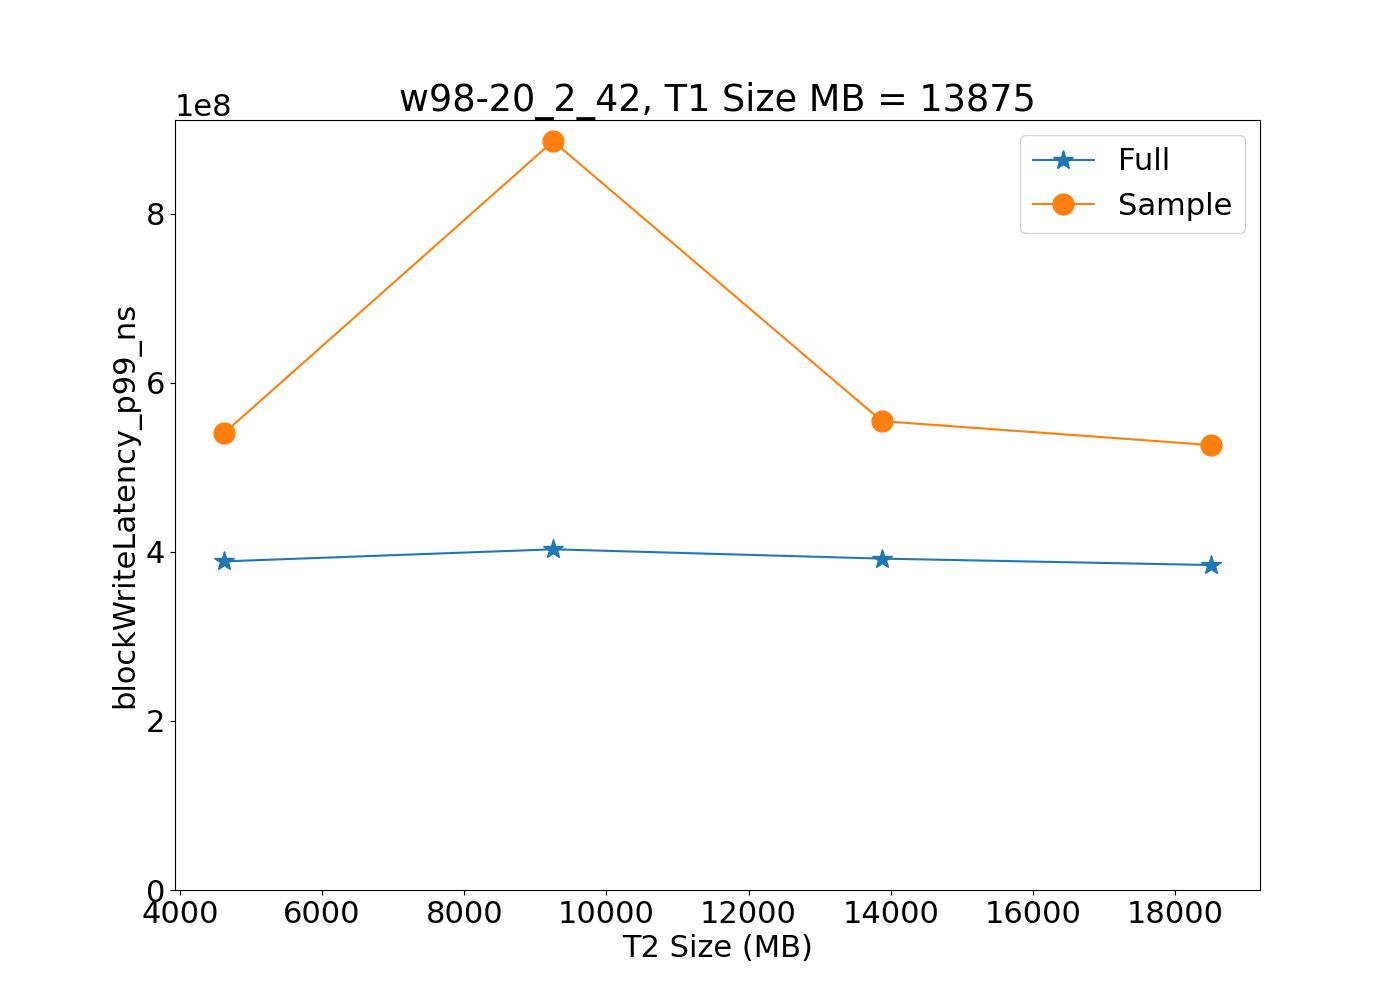 w98-20_2_42, T1 Size MB = 13875
1e8
Full
Sample
8
6
4
2
0
blockWriteLatency_p99_ns
4000 6000 8000 10000 12000 14000 16000 18000
T2 Size (MB)